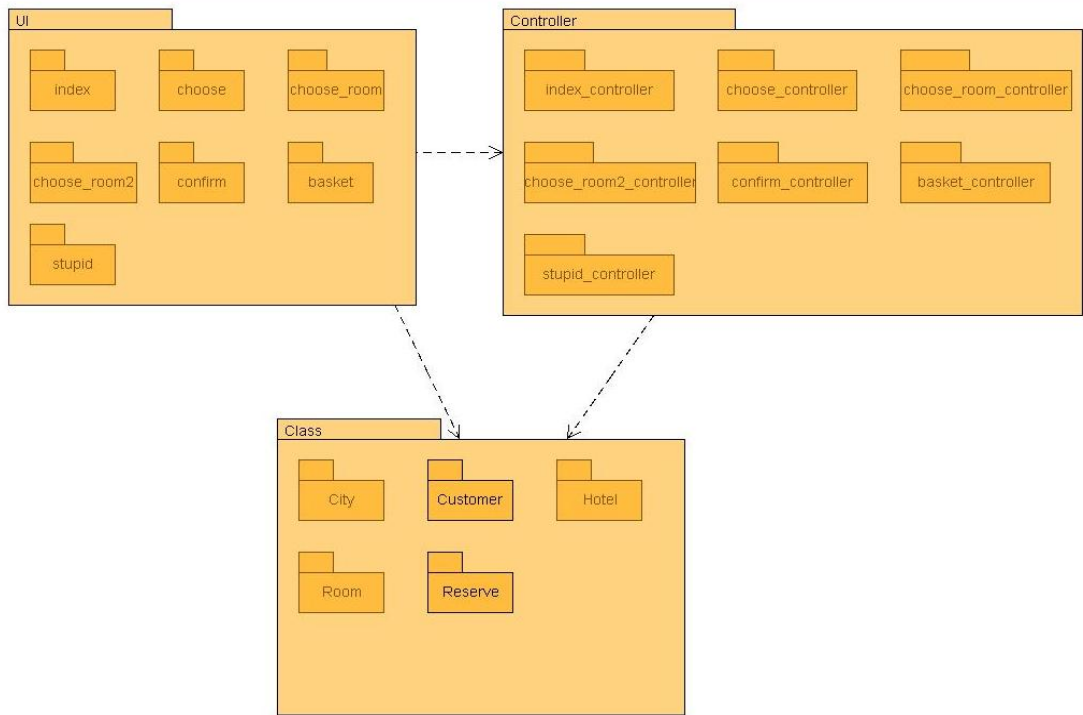 UI
index
choose
choose_room
choose_room2
confirm
basket
stupid
Controller
index_controller
choose_controller
choose_room_controller
choose_room2_controller
confirm_controller
basket_controller
stupid_controller
Class
City
Customer
Hotel
Room
Reserve